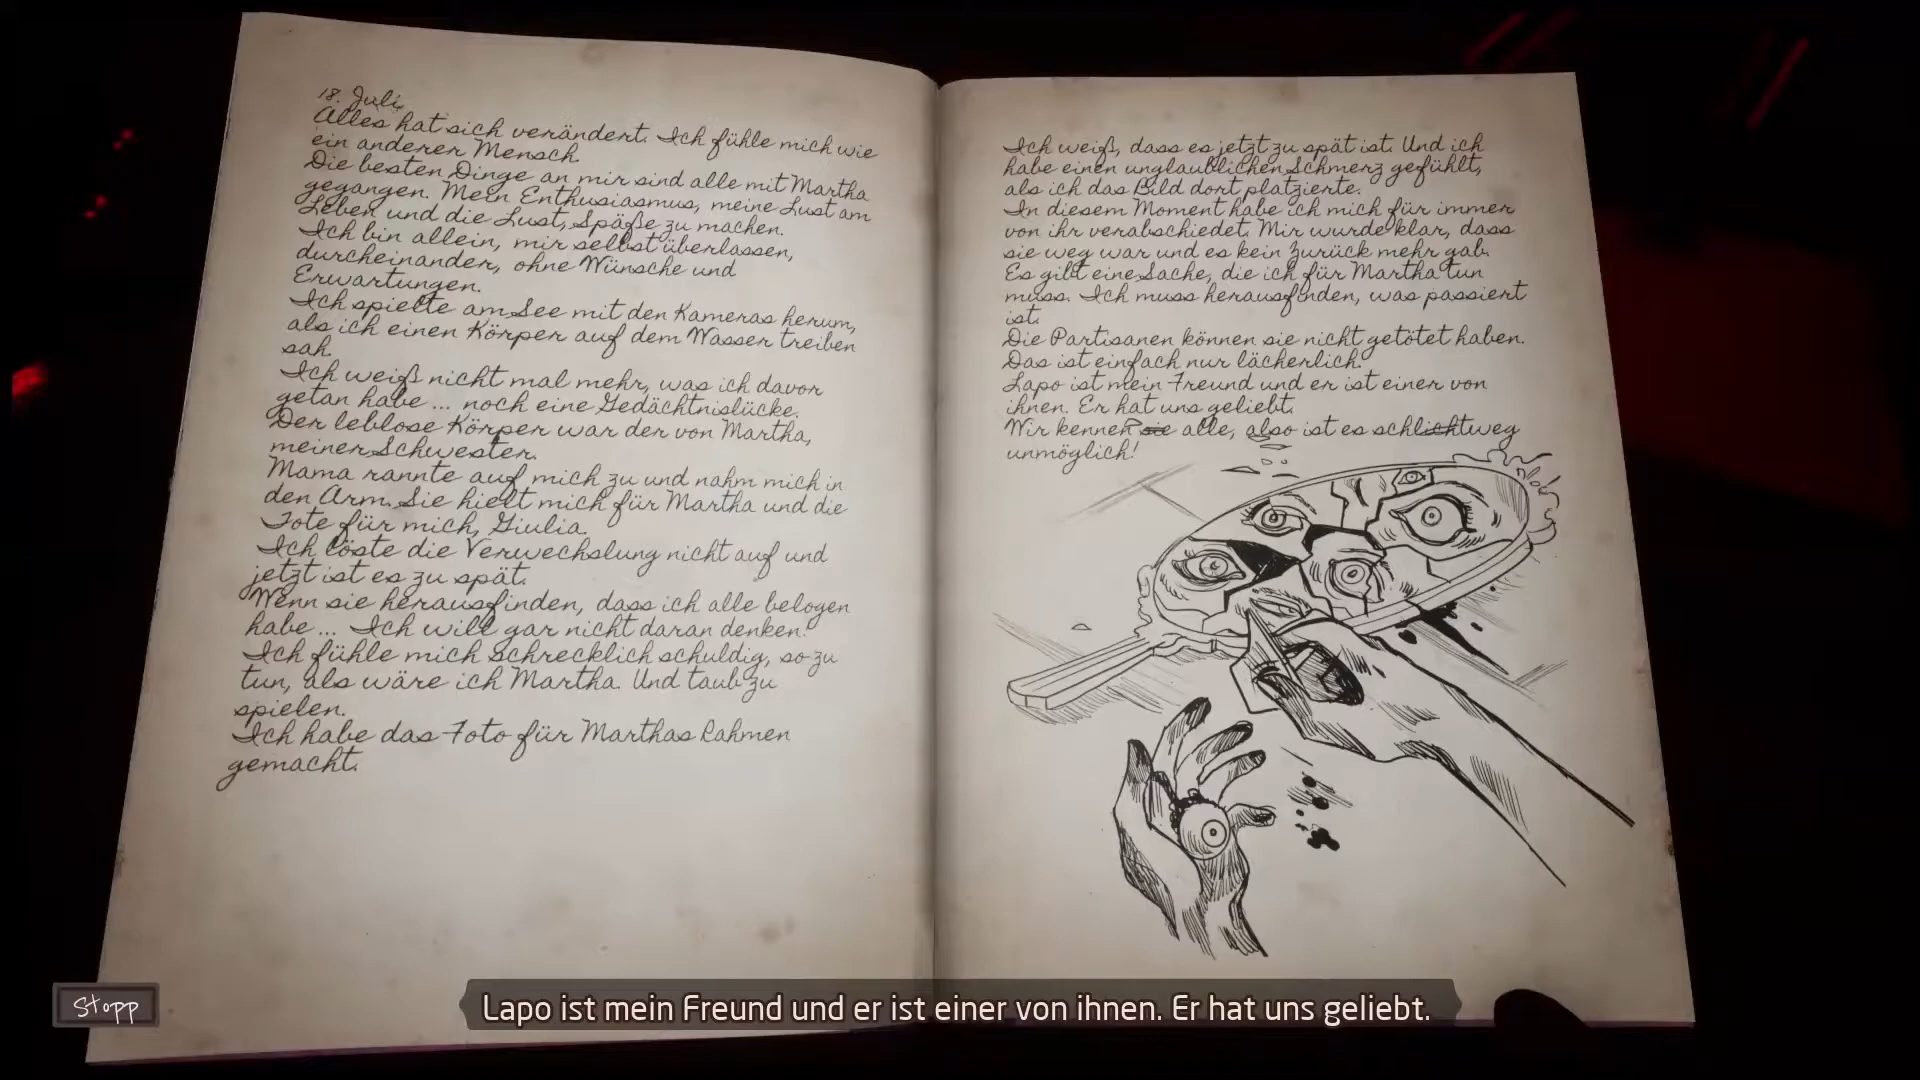 18. Juli
Alles hat sich verändert. Ich fühle mich wie
ein anderer Mensch.
Die besten Dinge an mir sind alle mit Martha
gegangen. Mein Enthusiasmus, meine Lust am
Leben und die Lust, Späße zu machen.
Ich bin allein, mir selbst überlassen,
durcheinander, ohne Wünsche und
Erwartungen.
Ich spielte am See mit den Kameras herum,
als ich einen Körper auf dem Wasser treiben
sah.
Ich weiß nicht mal mehr, was ich davor
getan habe ... noch eine Gedächtnislücke.
Der leblose Körper war der von Martha,
meiner Schwester.
Mama rannte auf mich zu und nahm mich in
den Arm. Sie hielt mich für Martha und die
Tote für mich, Giulia.
Ich löste die Verwechslung nicht auf und
jetzt ist es zu spät.
Wenn sie herausfinden, dass ich alle belogen
habe ... Ich will gar nicht daran denken.
Ich fühle mich schrecklich schuldig, so zu
tun, als wäre ich Martha. Und taub zu
spielen.
Ich habe das Foto für Marthas Rahmen
gemacht.
Ich weiß, dass es jetzt zu spät ist. Und ich
habe einen unglaublichen Schmerz gefühlt,
als ich das Bild dort platzierte.
In diesem Moment habe ich mich für immer
von ihr verabschiedet. Mir wurde klar, dass
sie weg war und es kein Zurück mehr gab.
Es gibt eine Sache, die ich für Martha tun
muss. Ich muss herausfinden, was passiert
ist.
Die Partisanen können sie nicht getötet haben.
Das ist einfach nur lächerlich.
Lapo ist mein Freund und er ist einer von
ihnen. Er hat uns geliebt.
Wir kennen sie alle, also ist es schlichtweg
unmöglich!
Stopp
Lapo ist mein Freund und er ist einer von ihnen. Er hat uns geliebt.